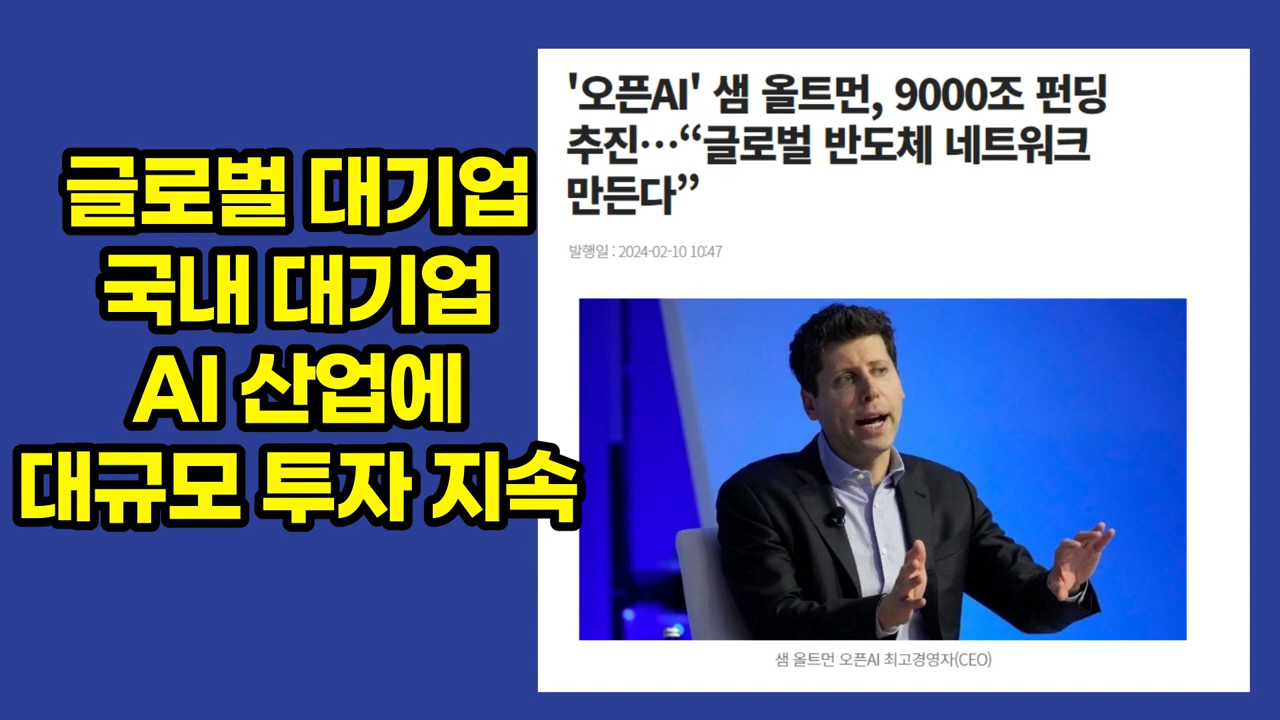 글로벌 대기업
국내 대기업
AI 산업에
대규모 투자 지속
'오픈AI' 샘 올트먼, 9000조 펀딩
추진…“글로벌 반도체 네트워크
만든다”
발행일 : 2024-02-10 10:47
샘 올트먼 오픈AI 최고경영자(CEO)